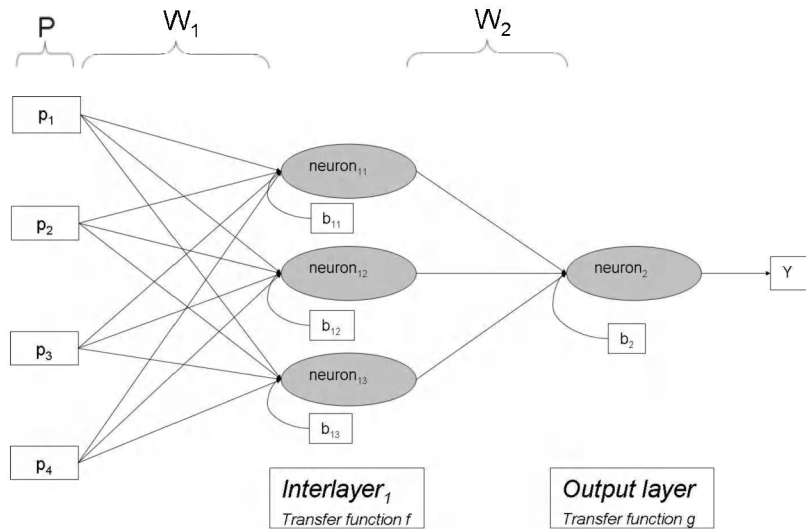 P
W₁
W₂
p₁
p₂
p₃
p₄
neuron₁₁
b₁₁
neuron₁₂
b₁₂
neuron₁₃
b₁₃
neuron₂
b₂
Y
Interlayer₁
Transfer function f
Output layer
Transfer function g